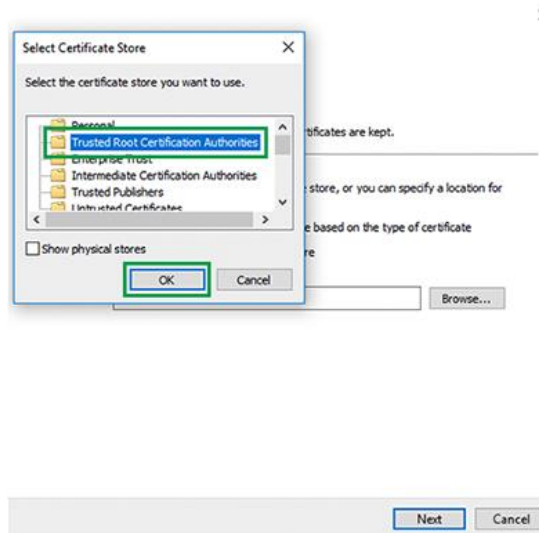 Select Certificate Store
Select the certificate store you want to use.
Personal
Trusted Root Certification Authorities
Enterprise Trust
Intermediate Certification Authorities
Trusted Publishers
Untrusted Certificates
Show physical stores
OK Cancel
tificates are kept.
store, or you can specify a location for
e based on the type of certificate
re
Browse...
Next Cancel